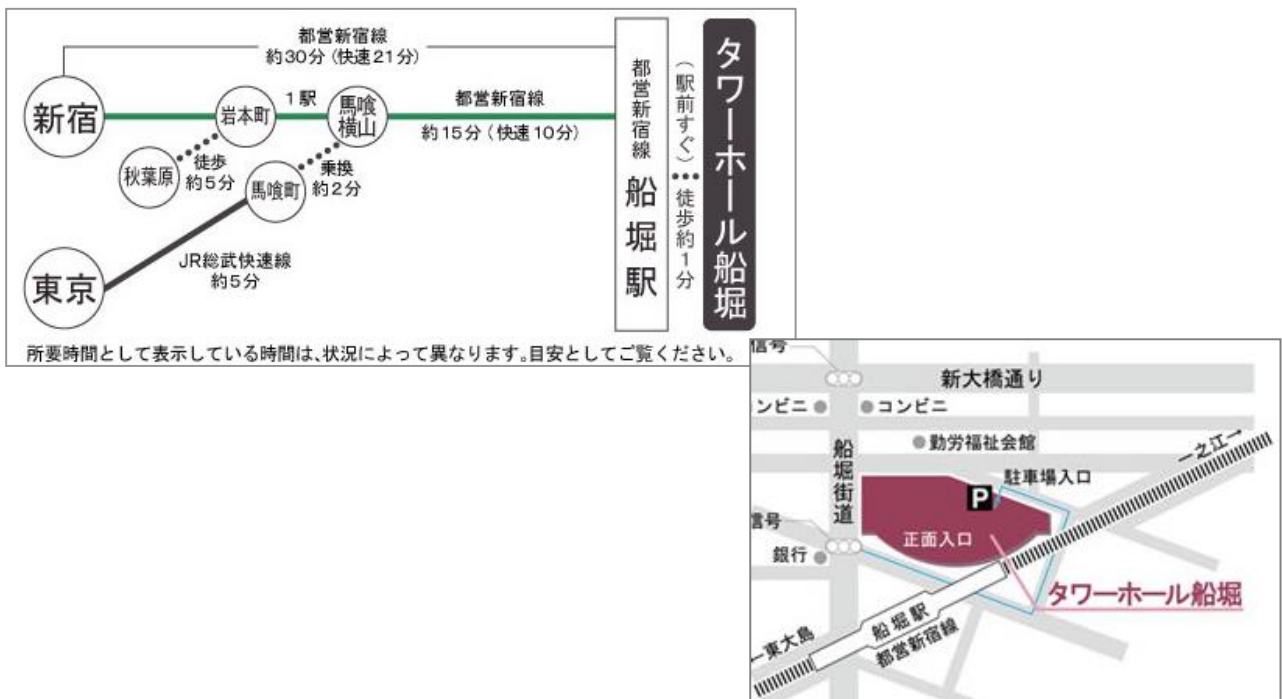 都営新宿線
約30分（快速21分）
新宿
岩本町
1駅
馬喰
横山
都営新宿線
約15分（快速10分）
秋葉原
徒歩
約5分
馬喰町
乗換
約2分
東京
JR総武快速線
約5分
都営新宿線 船堀駅
（駅前すぐ）
徒歩約1分
タワーホール船堀
所要時間として表示している時間は、状況によって異なります。目安としてご覧ください。
信号
新大橋通り
ンビニ
コンビニ
勤労福祉会館
船堀街道
一之江→
駐車場入口
P
信号
正面入口
銀行
タワーホール船堀
船堀駅
都営新宿線
←東大島